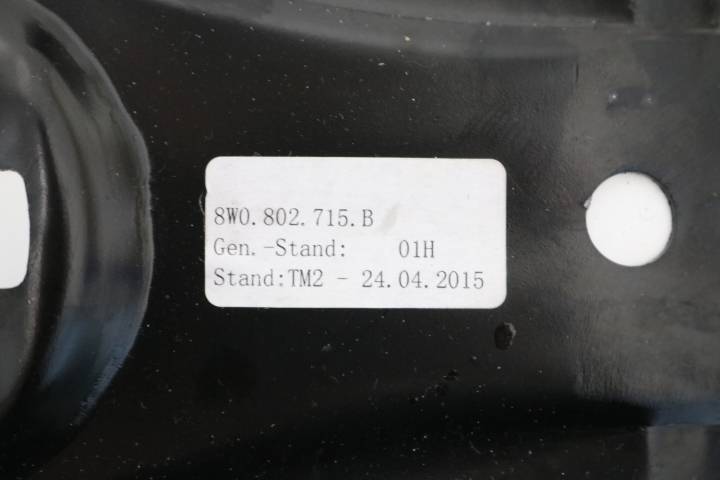 8W0.802.715.B
Gen.-Stand: 01H
Stand:TM2 - 24.04.2015